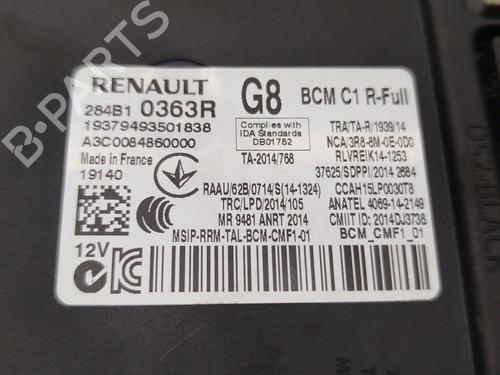 RENAULT
G8 BCM C1 R-Full
284B1 0363R
19379493501838
A3C0084860000
Made in France
19140
12V
Complies with
IDA Standards
DB01752
TA-2014/768
TRA/TA-R/1939/14
NCA/3R8-8M-0E-0D0
RLVREIK14-1253
37625/SDPPI/2014 2684
RAAU/62B/0714/S(14-1324)
CCAH15LP0030T8
TRC/LPD/2014/105
ANATEL 4069-14-2149
MR 9481 ANRT 2014
CMIIT ID: 2014DJ3738
MSIP-RRM-TAL-BCM-CMF1-01
BCM_CMF1_01
B-PARTS